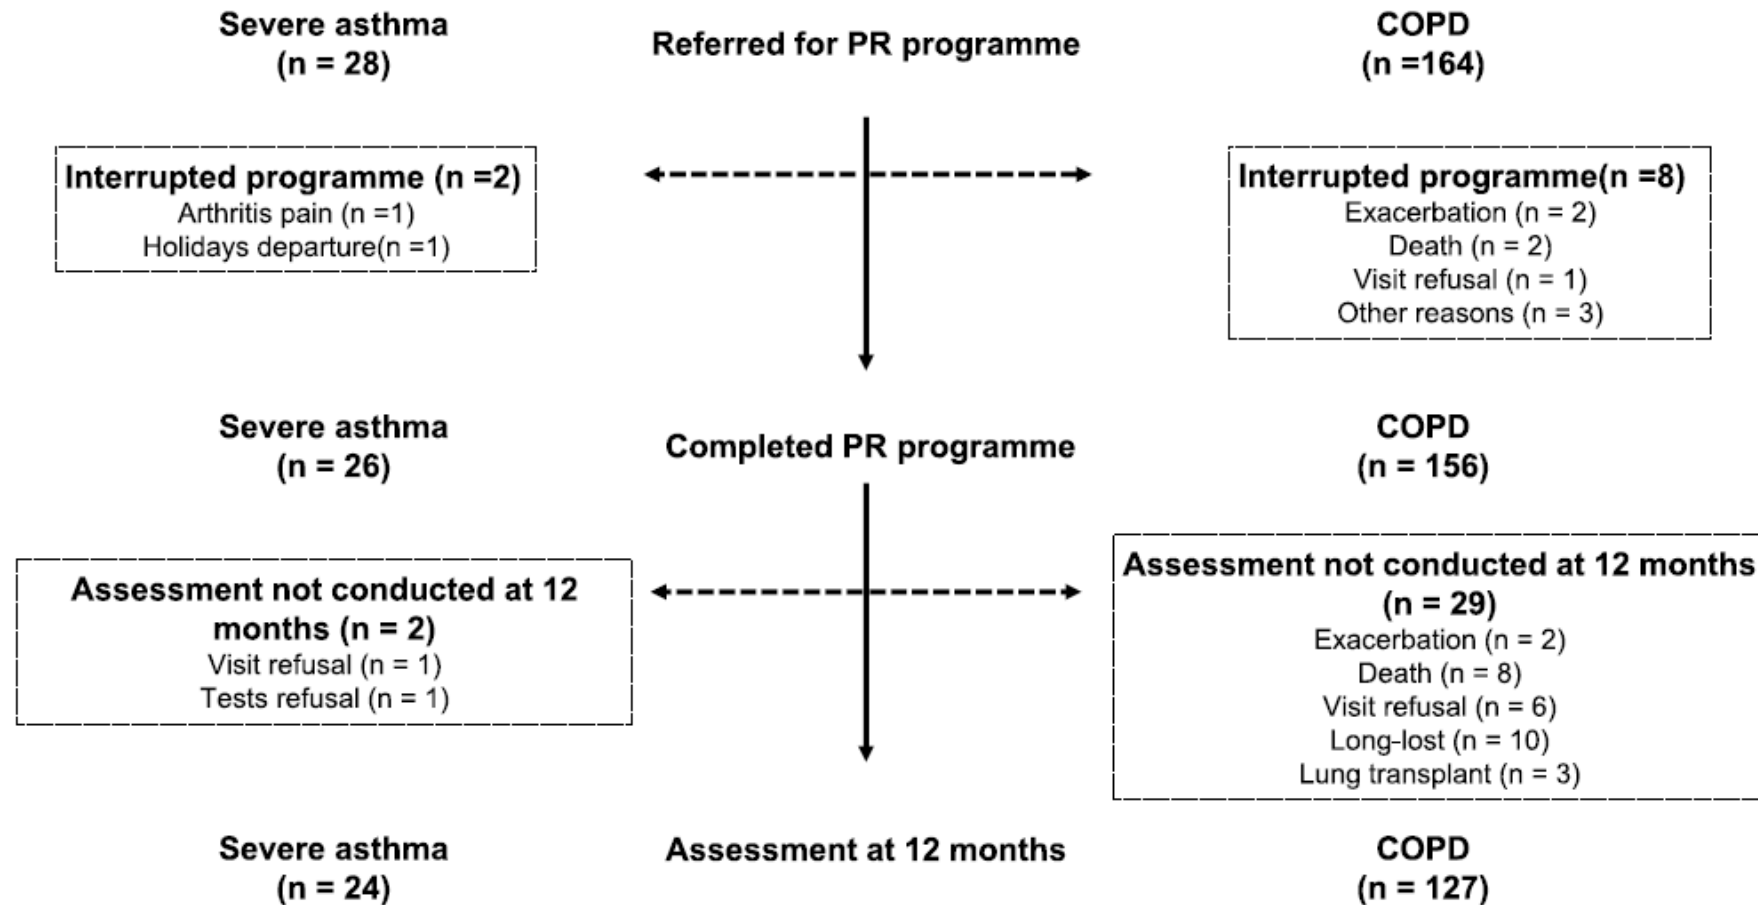 Severe asthma
(n = 28)
Referred for PR programme
COPD
(n =164)
Interrupted programme (n =2)
Arthritis pain (n =1)
Holidays departure(n =1)
Interrupted programme(n =8)
Exacerbation (n = 2)
Death (n = 2)
Visit refusal (n = 1)
Other reasons (n = 3)
Severe asthma
(n = 26)
Completed PR programme
COPD
(n = 156)
Assessment not conducted at 12
months (n = 2)
Visit refusal (n = 1)
Tests refusal (n = 1)
Assessment not conducted at 12 months
(n = 29)
Exacerbation (n = 2)
Death (n = 8)
Visit refusal (n = 6)
Long-lost (n = 10)
Lung transplant (n = 3)
Severe asthma
(n = 24)
Assessment at 12 months
COPD
(n = 127)